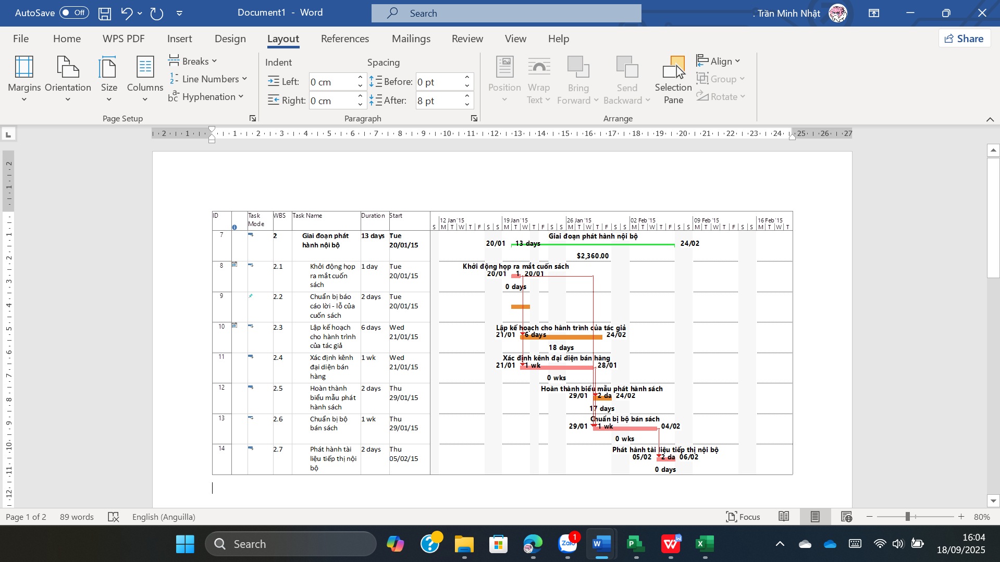 AutoSave Off Document1 - Word Search . Trần Minh Nhật
File Home WPS PDF Insert Design Layout References Mailings Review View Help Share
Margins Orientation Size Columns
Breaks
Line Numbers
Hyphenation
Page Setup
Indent Spacing
Left: 0 cm Before: 0 pt
Right: 0 cm After: 8 pt
Paragraph
Position Wrap Text Bring Forward Send Backward Selection Pane
Align
Group
Rotate
Arrange
2 1 1 2 3 4 5 6 7 8 9 10 11 12 13 14 15 16 17 18 19 20 21 22 23 24 25 26 27
2 1 1 2 3 4 5 6 7 8 9 10 11 12
ID Task Mode WBS Task Name Duration Start
12 Jan '15 19 Jan '15 26 Jan '15 02 Feb '15 09 Feb '15 16 Feb '15
S M T W T F S S M T W T F S S M T W T F S S M T W T F S S M T W T F S S M T W T
7 2 Giai đoạn phát hành nội bộ 13 days Tue 20/01/15
Giai đoạn phát hành nội bộ
20/01 13 days 24/02
$2,360.00
8 2.1 Khởi động họp ra mắt cuốn sách 1 day Tue 20/01/15
Khởi động họp ra mắt cuốn sách
20/01 1 20/01
0 days
9 2.2 Chuẩn bị báo cáo lời - lỗ của cuốn sách 2 days Tue 20/01/15
10 2.3 Lập kế hoạch cho hành trình của tác giả 6 days Wed 21/01/15
Lập kế hoạch cho hành trình của tác giả
21/01 6 days 24/02
18 days
11 2.4 Xác định kênh đại diện bán hàng 1 wk Wed 21/01/15
Xác định kênh đại diện bán hàng
21/01 1 wk 28/01
0 wks
12 2.5 Hoàn thành biểu mẫu phát hành sách 2 days Thu 29/01/15
Hoàn thành biểu mẫu phát hành sách
29/01 2 da 24/02
17 days
13 2.6 Chuẩn bị bộ bán sách 1 wk Thu 29/01/15
Chuẩn bị bộ bán sách
29/01 1 wk 04/02
0 wks
14 2.7 Phát hành tài liệu tiếp thị nội bộ 2 days Thu 05/02/15
Phát hành tài liệu tiếp thị nội bộ
05/02 2 da 06/02
0 days
Page 1 of 2 89 words English (Anguilla) Focus 80%
Search Zalo 1 16:04
18/09/2025